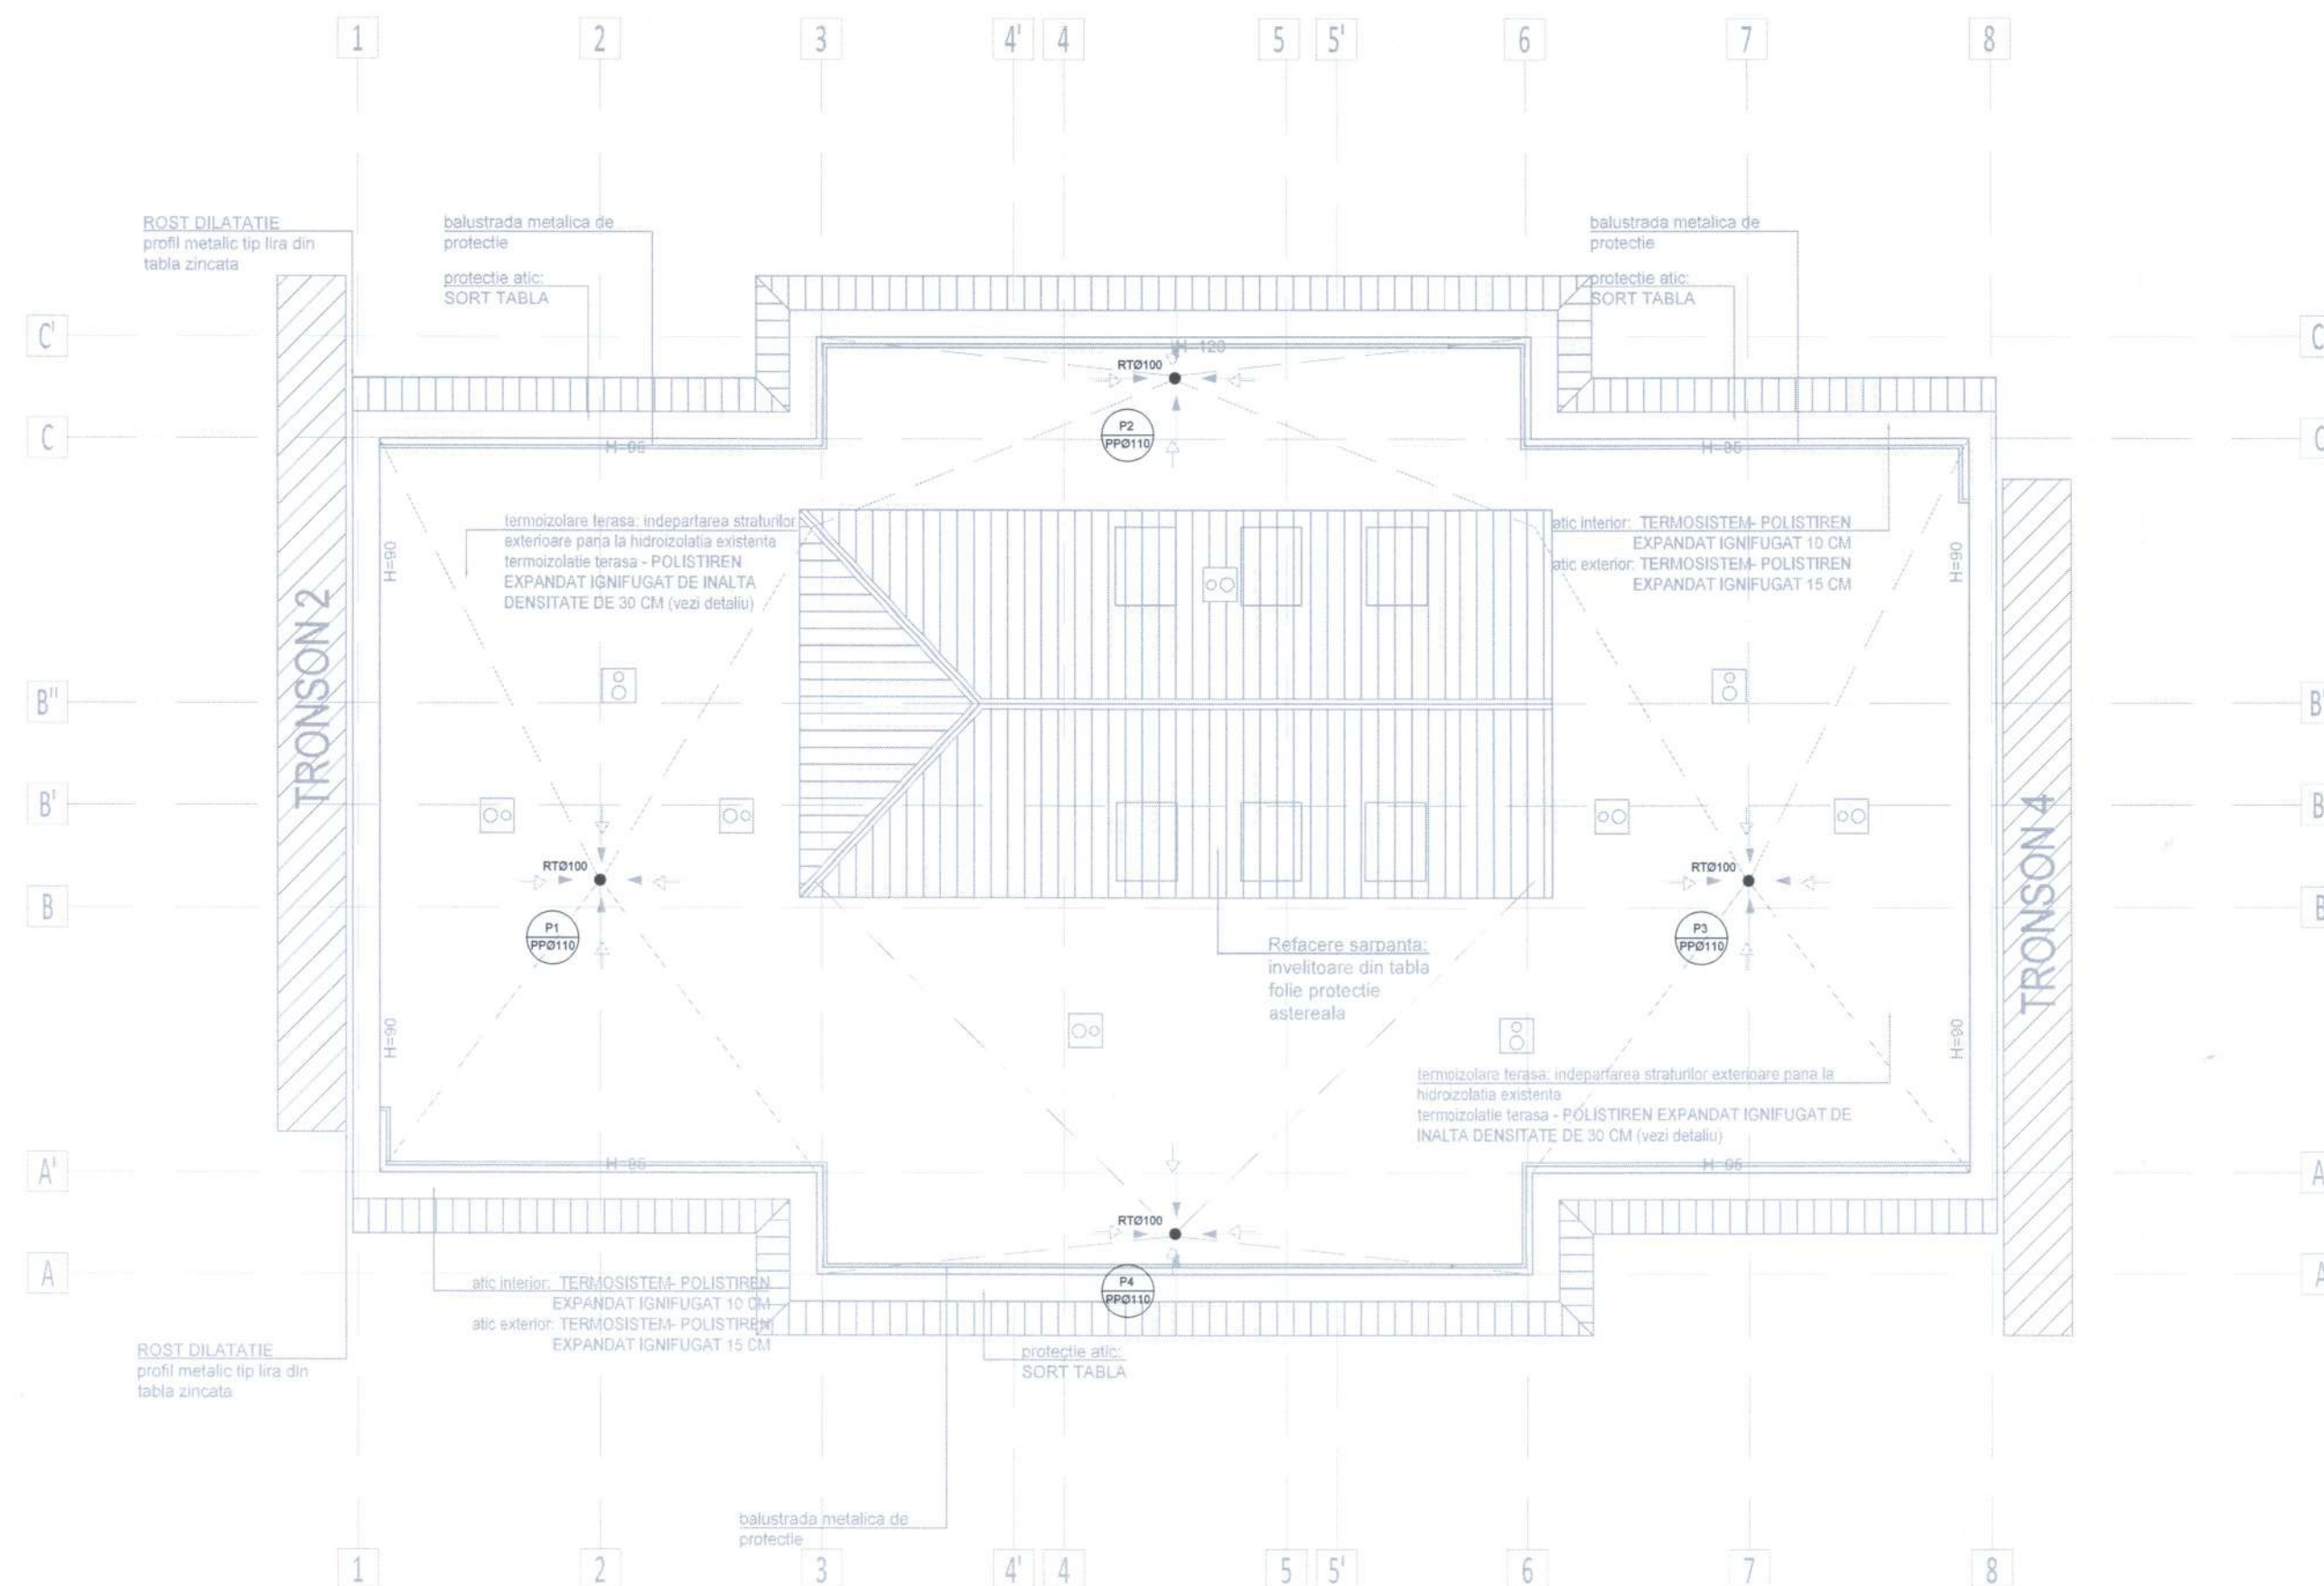 1 2 3 4' 4 5 5' 6 7 8
ROST DILATATIE
profil metalic tip lira din
tabla zincata
balustrada metalica de
protectie
protectie atic:
SORT TABLA
balustrada metalica de
protectie
protectie atic:
SORT TABLA
C'
H=120
RTØ100
C
P2
PPØ110
H=95
H=95
termoizolare terasa: indepartarea straturilor
exterioare pana la hidroizolatia existenta
termoizolatie terasa - POLISTIREN
EXPANDAT IGNIFUGAT DE INALTA
DENSITATE DE 30 CM (vezi detaliu)
atic interior: TERMOSISTEM- POLISTIREN
EXPANDAT IGNIFUGAT 10 CM
atic exterior: TERMOSISTEM- POLISTIREN
EXPANDAT IGNIFUGAT 15 CM
H=90
H=90
TRONSON 2
B''
B'
RTØ100
RTØ100
TRONSON 4
B
P1
PPØ110
P3
PPØ110
Refacere sarpanta:
invelitoare din tabla
folie protectie
astereala
H=90
H=90
termoizolare terasa: indepartarea straturilor exterioare pana la
hidroizolatia existenta
termoizolatie terasa - POLISTIREN EXPANDAT IGNIFUGAT DE
INALTA DENSITATE DE 30 CM (vezi detaliu)
A'
H=95
H=95
RTØ100
A
P4
PPØ110
atic interior: TERMOSISTEM- POLISTIREN
EXPANDAT IGNIFUGAT 10 CM
atic exterior: TERMOSISTEM- POLISTIREN
EXPANDAT IGNIFUGAT 15 CM
ROST DILATATIE
profil metalic tip lira din
tabla zincata
protectie atic:
SORT TABLA
balustrada metalica de
protectie
1 2 3 4' 4 5 5' 6 7 8